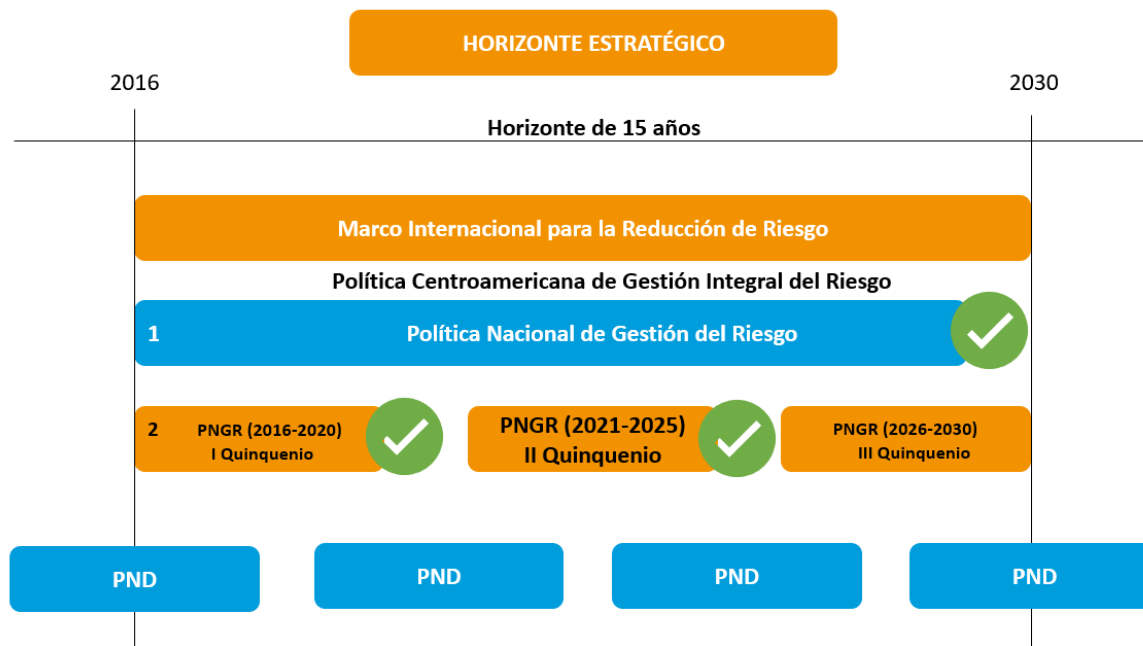 HORIZONTE ESTRATÉGICO
2016
2030
Horizonte de 15 años
Marco Internacional para la Reducción de Riesgo
Política Centroamericana de Gestión Integral del Riesgo
1
Política Nacional de Gestión del Riesgo
2
PNGR (2016-2020)
I Quinquenio
PNGR (2021-2025)
II Quinquenio
PNGR (2026-2030)
III Quinquenio
PND
PND
PND
PND